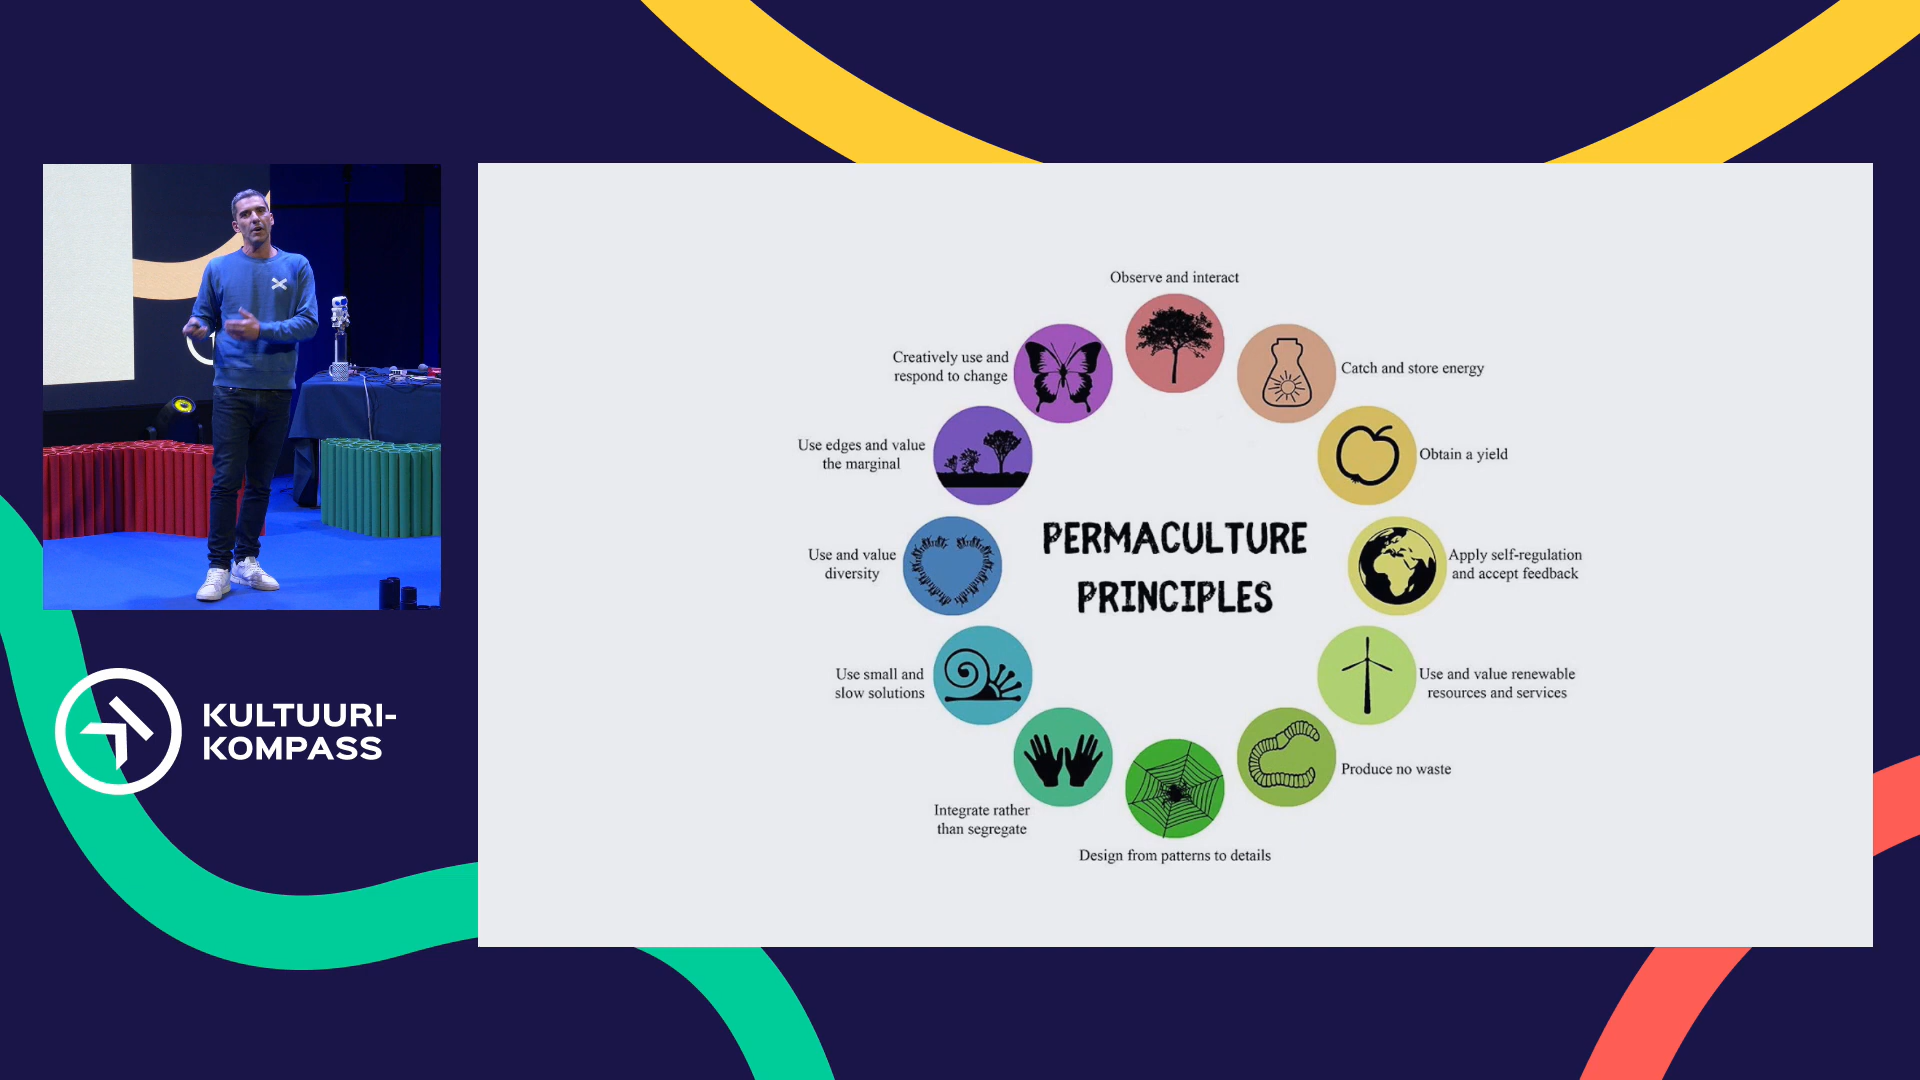 KULTUURI-
KOMPASS
Observe and interact
Catch and store energy
Obtain a yield
Apply self-regulation
and accept feedback
Use and value renewable
resources and services
Produce no waste
Design from patterns to details
Integrate rather
than segregate
Use small and
slow solutions
Use and value
diversity
Use edges and value
the marginal
Creatively use and
respond to change
PERMACULTURE
PRINCIPLES